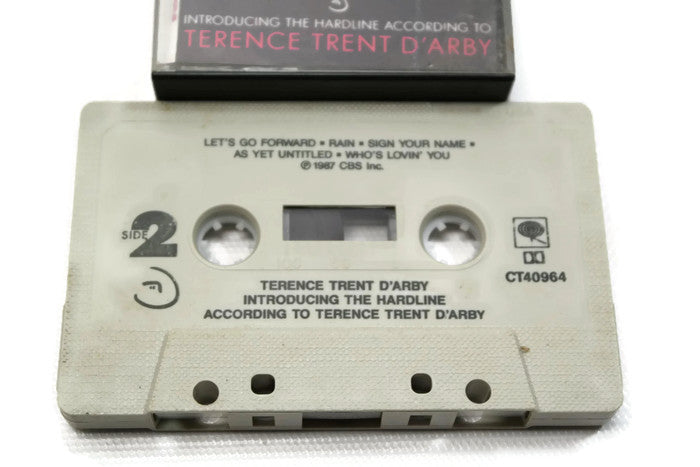 INTRODUCING THE HARDLINE ACCORDING TO
TERENCE TRENT D'ARBY
LET'S GO FORWARD ▪ RAIN ▪ SIGN YOUR NAME ▪
AS YET UNTITLED ▪ WHO'S LOVIN' YOU
℗ 1987 CBS Inc.
SIDE 2
CT40964
TERENCE TRENT D'ARBY
INTRODUCING THE HARDLINE
ACCORDING TO TERENCE TRENT D'ARBY